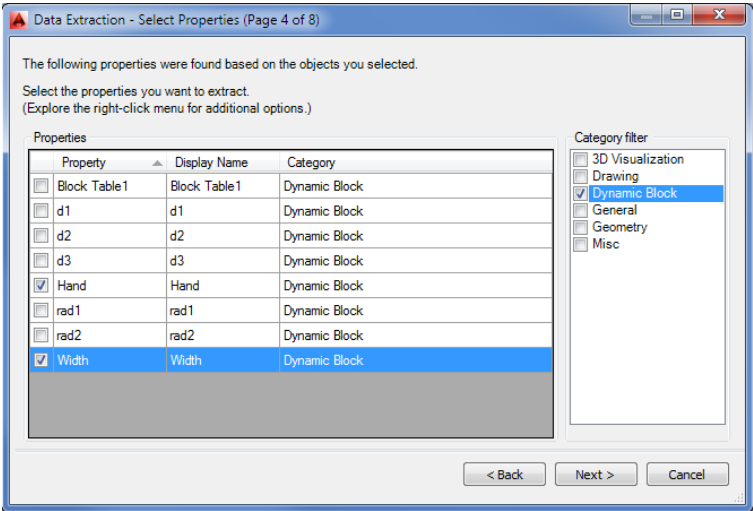 Data Extraction - Select Properties (Page 4 of 8)
The following properties were found based on the objects you selected.
Select the properties you want to extract.
(Explore the right-click menu for additional options.)
Properties
Property Display Name Category
Block Table1 Block Table1 Dynamic Block
d1 d1 Dynamic Block
d2 d2 Dynamic Block
d3 d3 Dynamic Block
Hand Hand Dynamic Block
rad1 rad1 Dynamic Block
rad2 rad2 Dynamic Block
Width Width Dynamic Block
Category filter
3D Visualization
Drawing
Dynamic Block
General
Geometry
Misc
< Back Next > Cancel